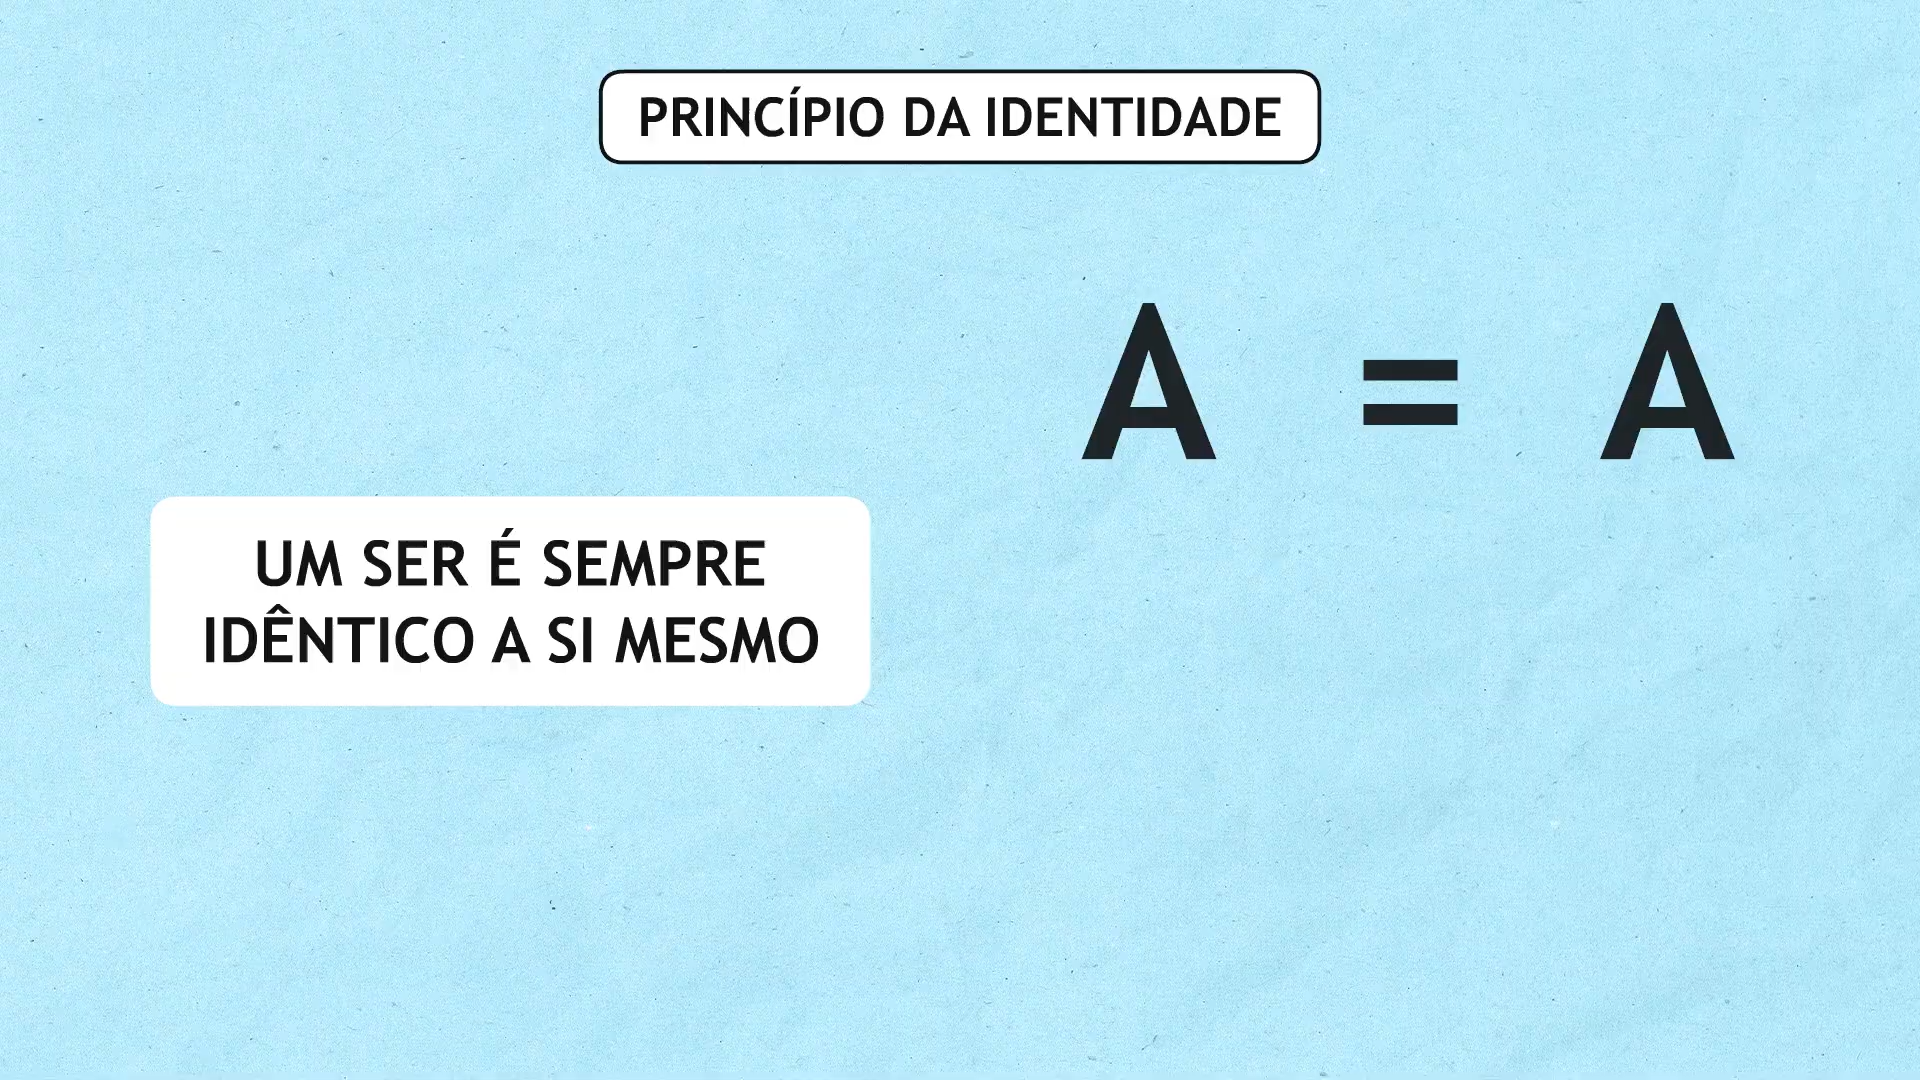 PRINCÍPIO DA IDENTIDADE
A = A
UM SER É SEMPRE
IDÊNTICO A SI MESMO